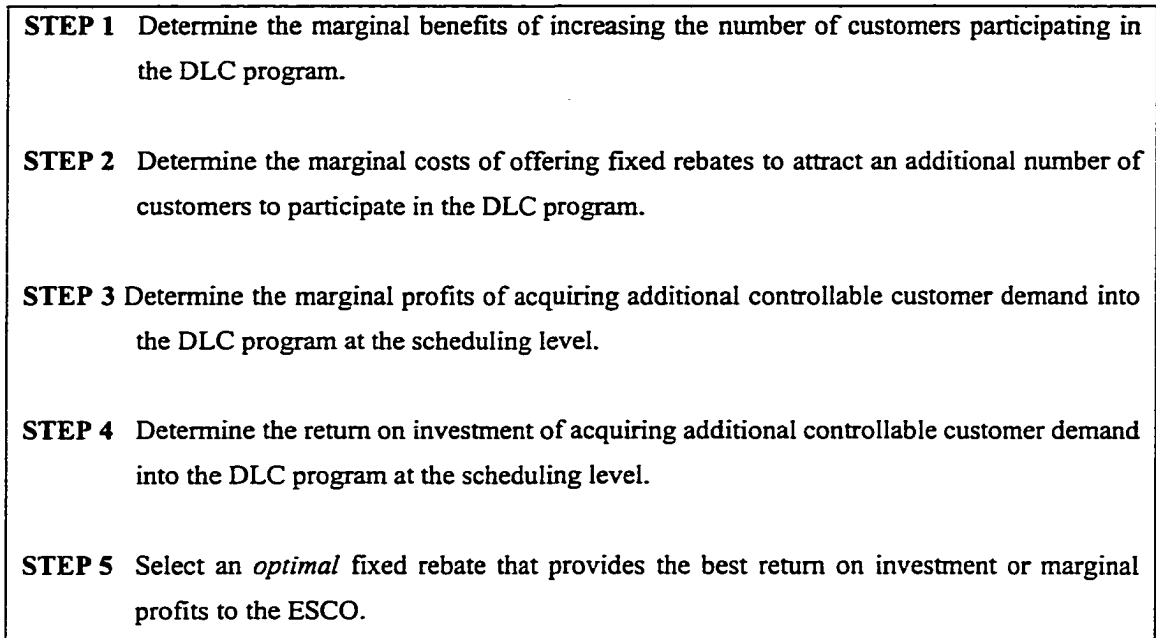 STEP 1 Determine the marginal benefits of increasing the number of customers participating in
the DLC program.
STEP 2 Determine the marginal costs of offering fixed rebates to attract an additional number of
customers to participate in the DLC program.
STEP 3 Determine the marginal profits of acquiring additional controllable customer demand into
the DLC program at the scheduling level.
STEP 4 Determine the return on investment of acquiring additional controllable customer demand
into the DLC program at the scheduling level.
STEP 5 Select an optimal fixed rebate that provides the best return on investment or marginal
profits to the ESCO.